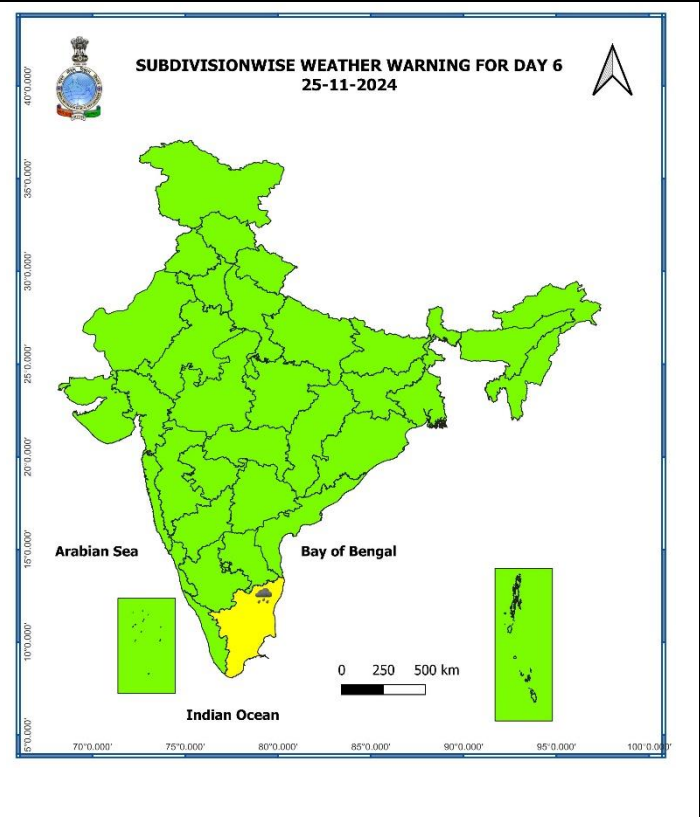 SUBDIVISIONWISE WEATHER WARNING FOR DAY 6
25-11-2024
40°0.000'
35°0.000'
30°0.000'
25°0.000'
20°0.000'
15°0.000'
10°0.000'
5°0.000'
Arabian Sea
Bay of Bengal
Indian Ocean
0 250 500 km
70°0.000' 75°0.000' 80°0.000' 85°0.000' 90°0.000' 95°0.000' 100°0.000'